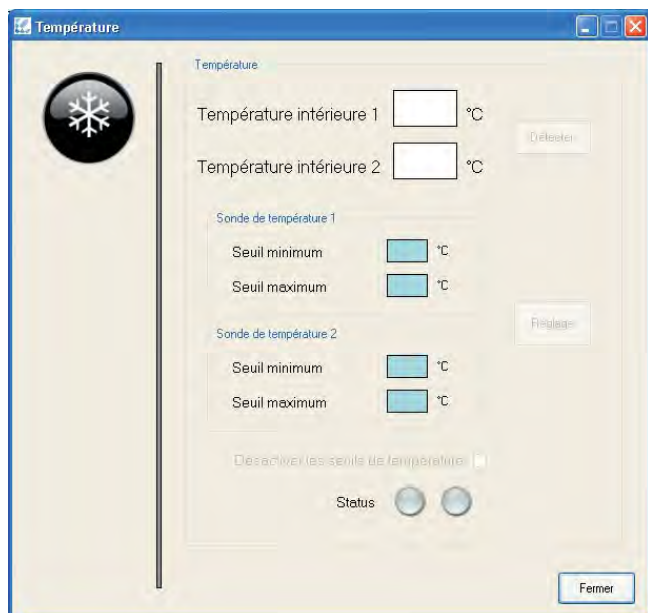 Température
Température
Température intérieure 1 °C
Détecter
Température intérieure 2 °C
Sonde de température 1
Seuil minimum °C
Seuil maximum °C
Réglage
Sonde de température 2
Seuil minimum °C
Seuil maximum °C
Désactiver les seuils de température
Status
Fermer